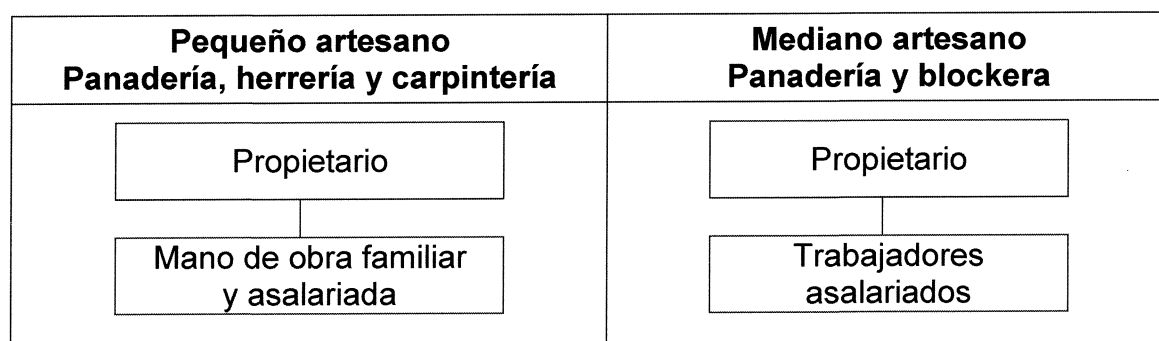 Pequeño artesano
Panadería, herrería y carpintería
Mediano artesano
Panadería y blockera
Propietario
Mano de obra familiar
y asalariada
Propietario
Trabajadores
asalariados